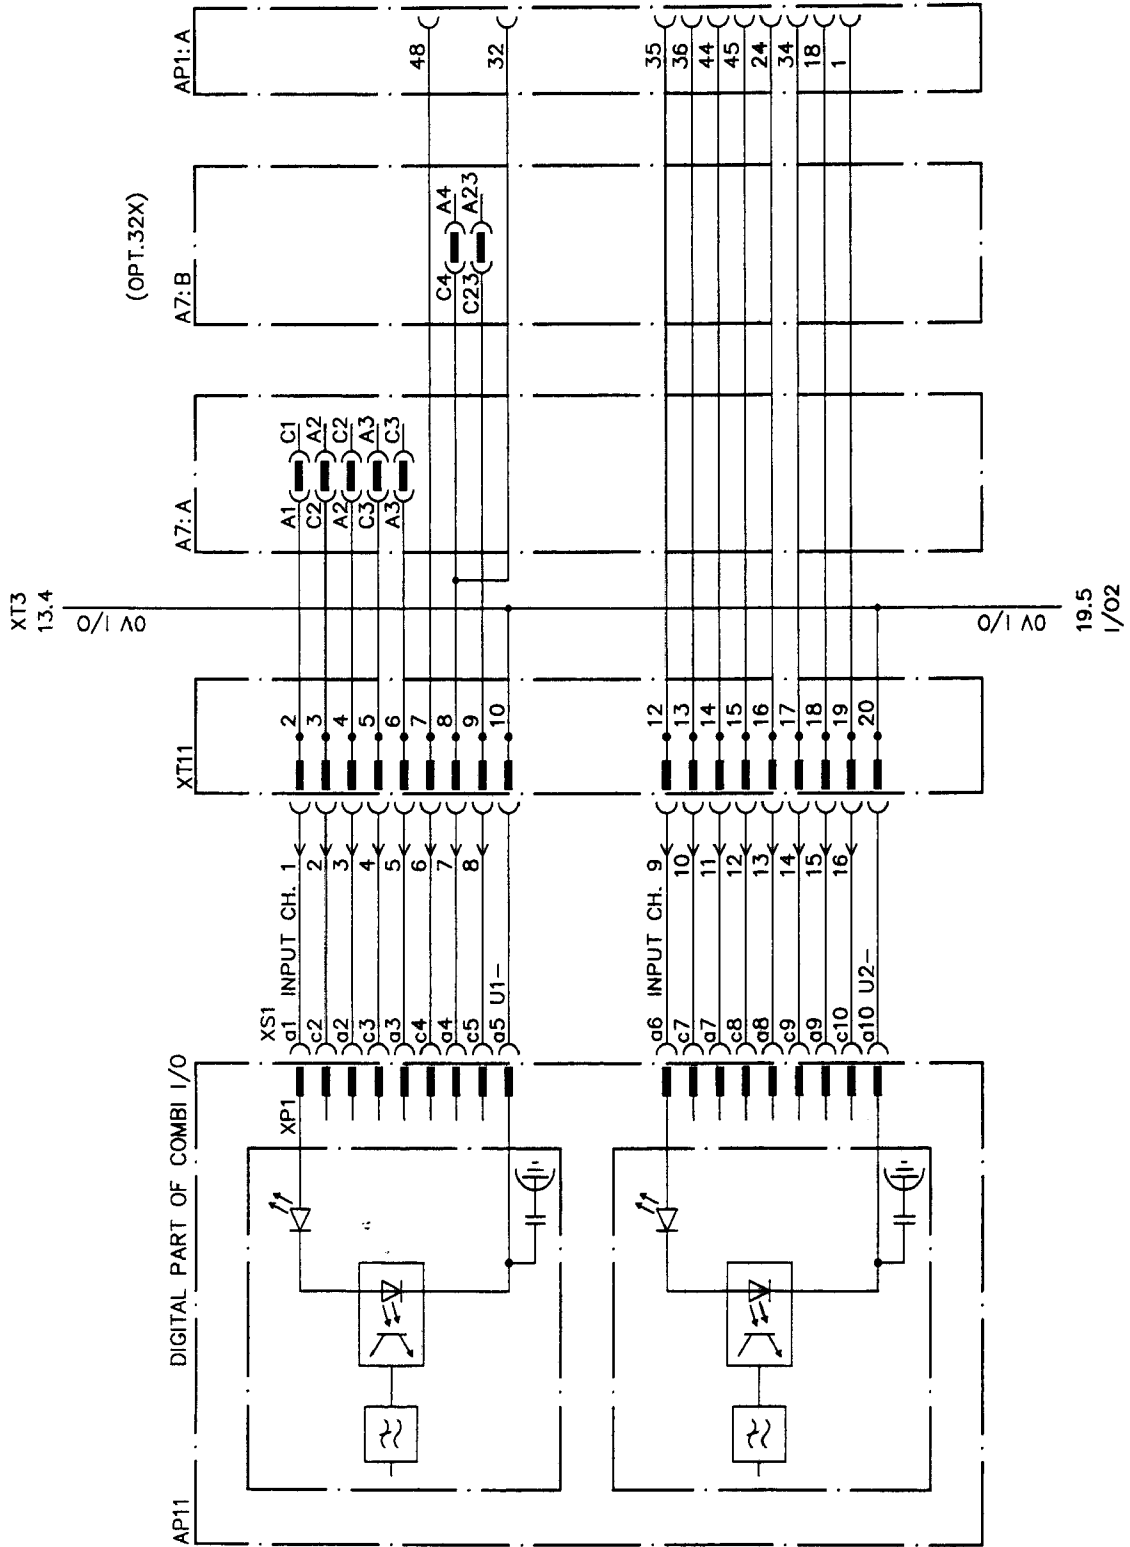 AP1:A
48
32
35
36
44
45
24
34
18
1
(OPT.32X)
A7:B
C4 A4
C23 A23
A7:A
A1 C1
C2 A2
A2 C2
C3 A3
A3 C3
XT3
13.4
0V I/O
0V I/O
19.5
I/O2
XT11
2
3
4
5
6
7
8
9
10
12
13
14
15
16
17
18
19
20
XS1
a1 INPUT CH. 1
c2 2
a2 3
c3 4
a3 5
c4 6
a4 7
c5 8
a5 U1-
a6 INPUT CH. 9
c7 10
a7 11
c8 12
a8 13
c9 14
a9 15
c10 16
a10 U2-
XP1
DIGITAL PART OF COMBI I/O
AP11